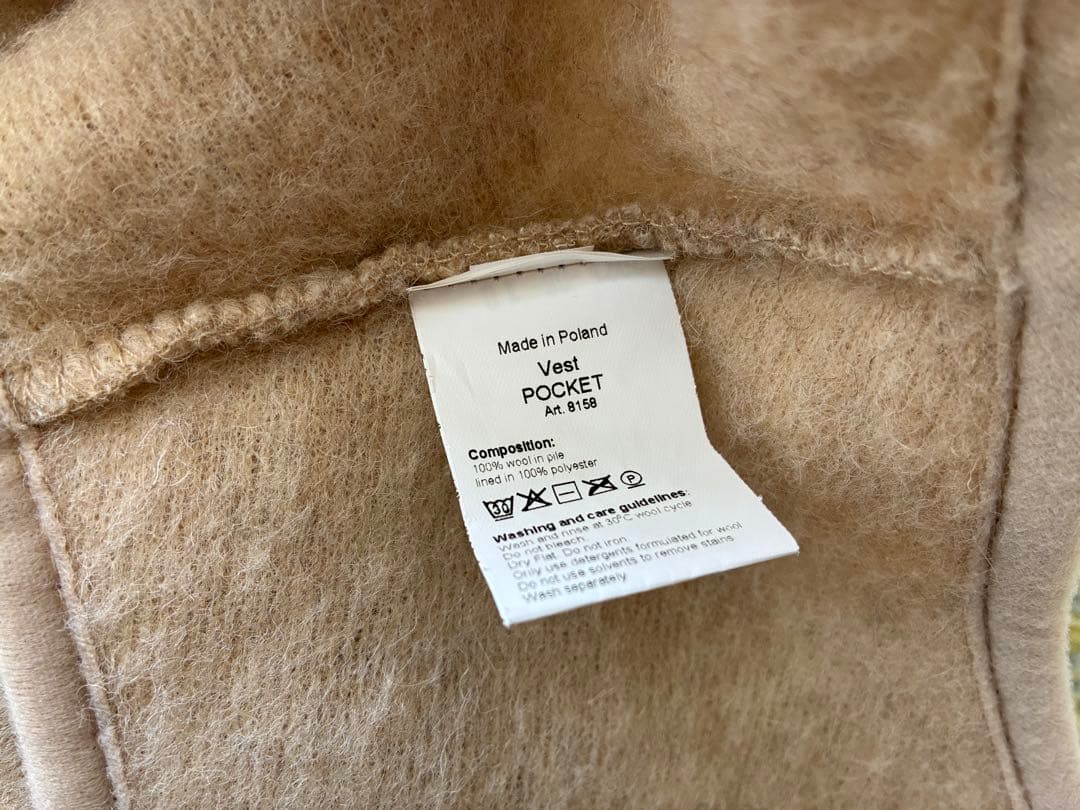 Made in Poland
Vest
POCKET
Art. 8158
Composition:
100% wool in pile
lined in 100% polyester
30 P
Washing and care guidelines:
Wash and rinse at 30°C wool cycle
Do not bleach.
Dry Flat. Do not iron.
Only use detergents formulated for wool
Do not use solvents to remove stains
Wash separately